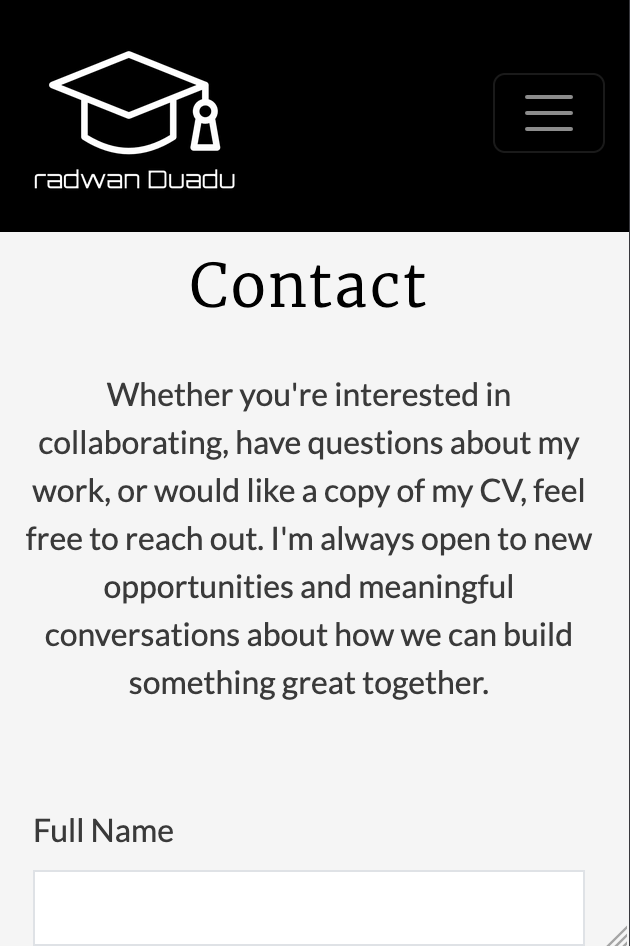 radwan Duadu
Contact
Whether you're interested in
collaborating, have questions about my
work, or would like a copy of my CV, feel
free to reach out. I'm always open to new
opportunities and meaningful
conversations about how we can build
something great together.
Full Name